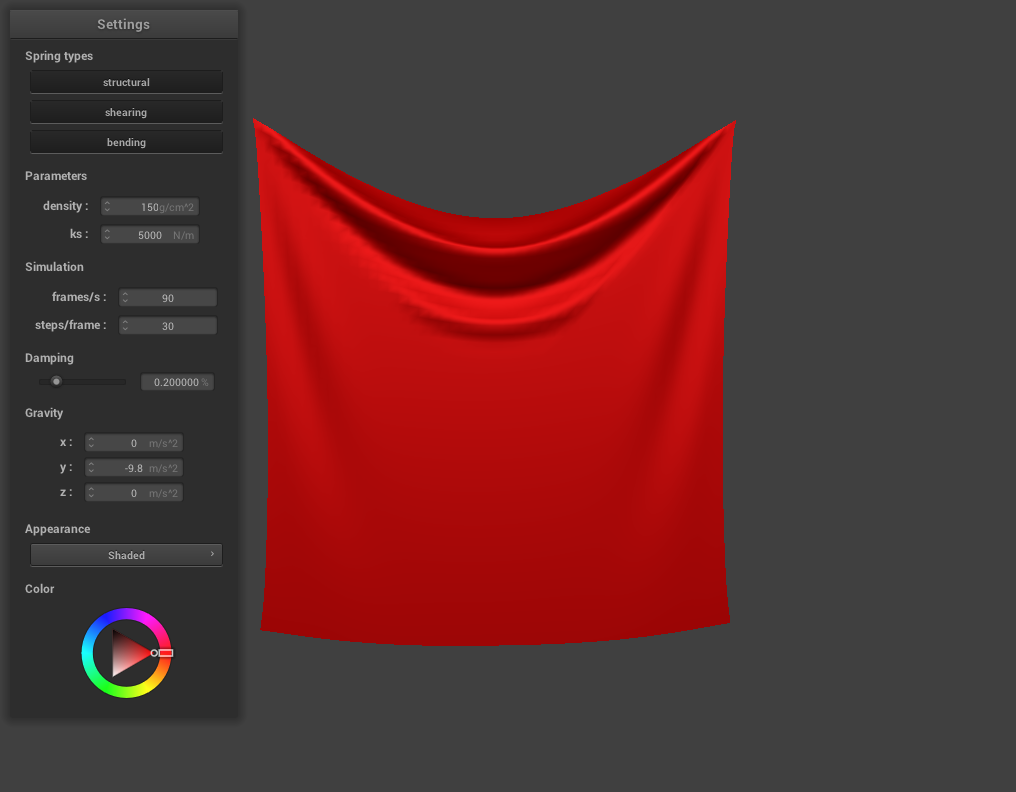 Settings
Spring types
structural
shearing
bending
Parameters
density : 150 g/cm^2
ks : 5000 N/m
Simulation
frames/s : 90
steps/frame : 30
Damping
0.200000 %
Gravity
x : 0 m/s^2
y : -9.8 m/s^2
z : 0 m/s^2
Appearance
Shaded ›
Color